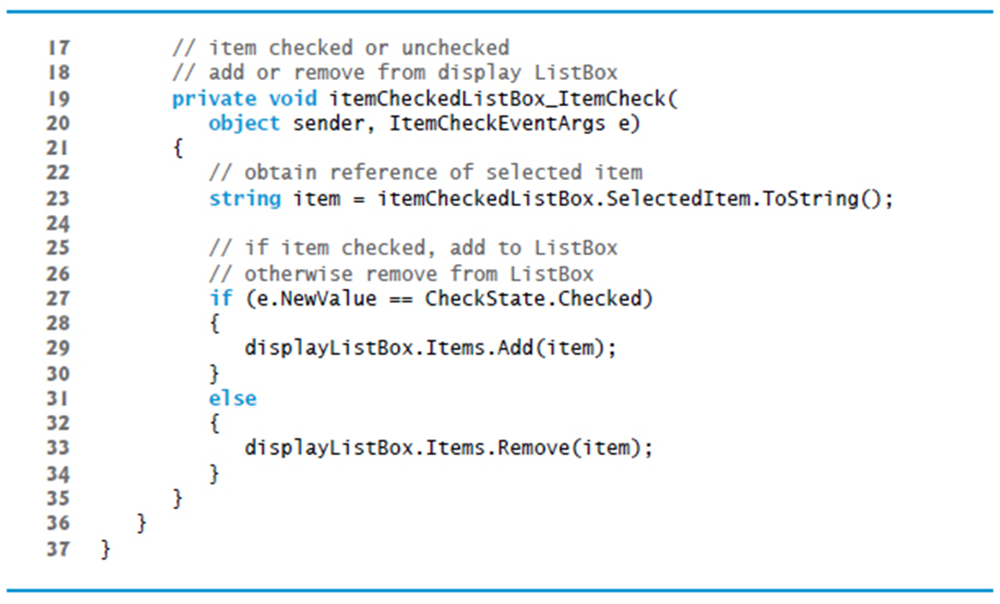 17 // item checked or unchecked
18 // add or remove from display ListBox
19 private void itemCheckedListBox_ItemCheck(
20 object sender, ItemCheckEventArgs e)
21 {
22 // obtain reference of selected item
23 string item = itemCheckedListBox.SelectedItem.ToString();
24
25 // if item checked, add to ListBox
26 // otherwise remove from ListBox
27 if (e.NewValue == CheckState.Checked)
28 {
29 displayListBox.Items.Add(item);
30 }
31 else
32 {
33 displayListBox.Items.Remove(item);
34 }
35 }
36 }
37 }